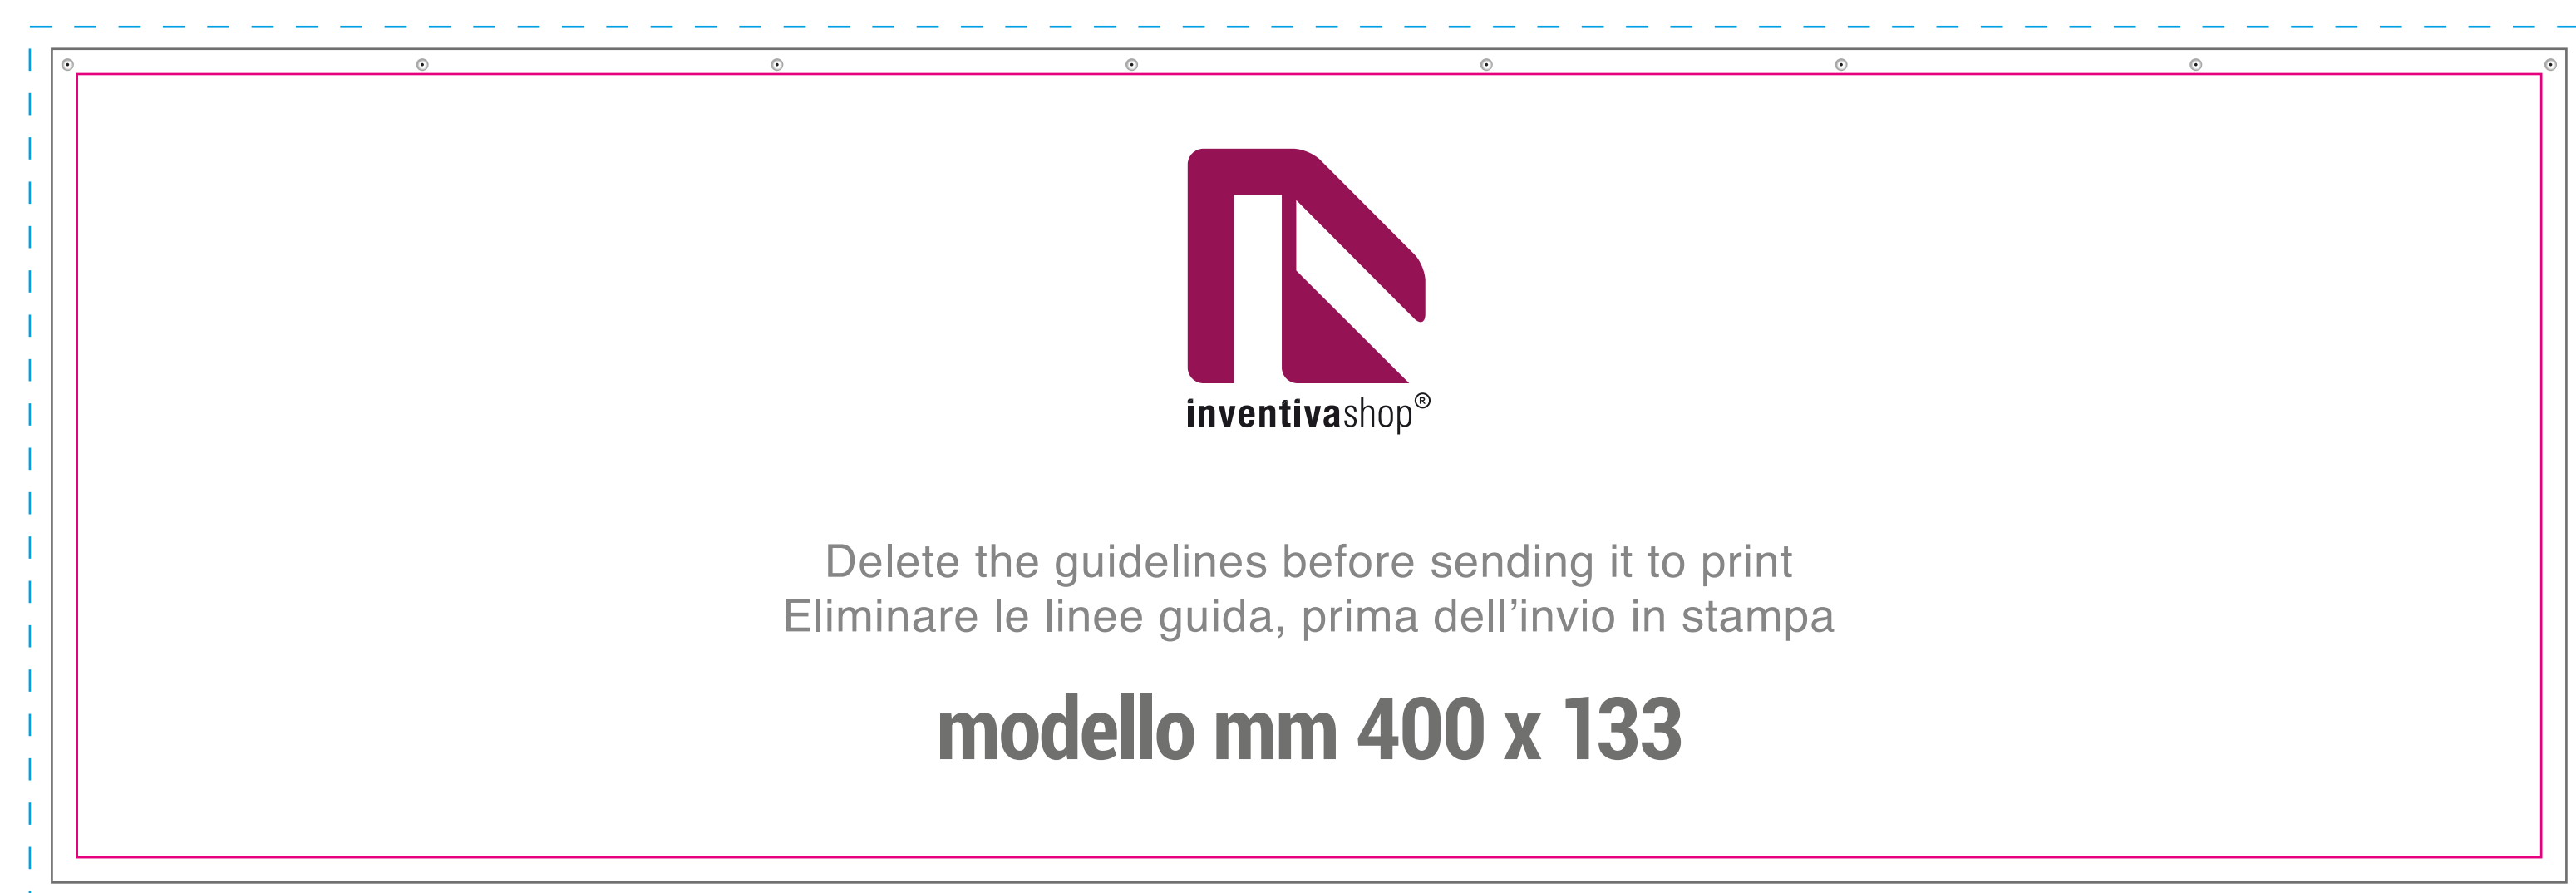 inventivashop®
Delete the guidelines before sending it to print
Eliminare le linee guida, prima dell’invio in stampa
modello mm 400 x 133